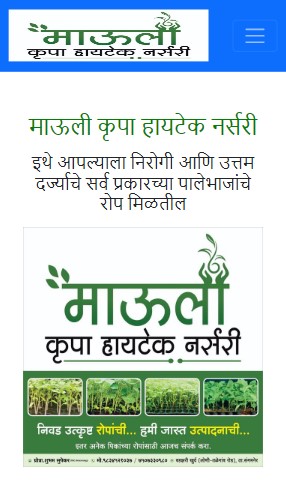 माऊली
कृपा हायटेक नर्सरी
माऊली कृपा हायटेक नर्सरी
इथे आपल्याला निरोगी आणि उत्तम
दर्ज्याचे सर्व प्रकारच्या पालेभाजांचे
रोप मिळतील
माऊली
कृपा हायटेक नर्सरी
निवड उत्कृष्ट रोपांची... हमी जास्त उत्पादनाची...
इतर अनेक पिकांच्या रोपांसाठी आजच संपर्क करा.